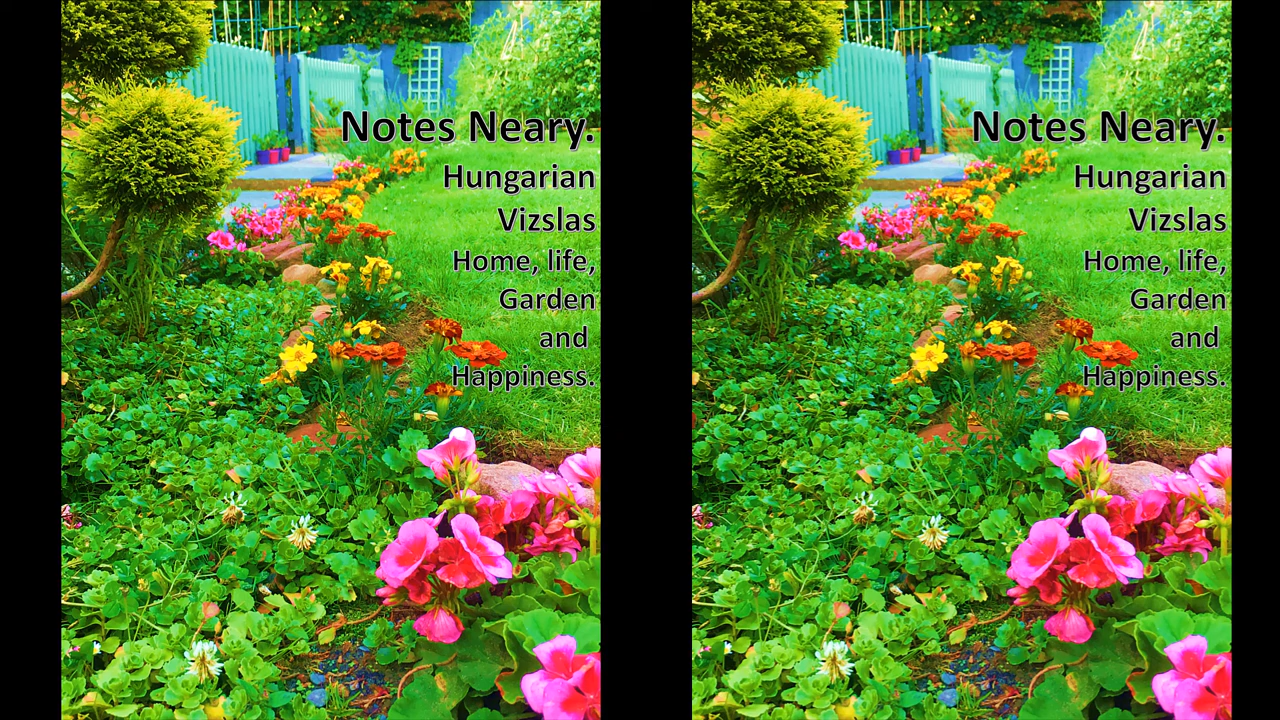 Notes Neary.
Hungarian
Vizslas
Home, life,
Garden
and
Happiness.
Notes Neary.
Hungarian
Vizslas
Home, life,
Garden
and
Happiness.